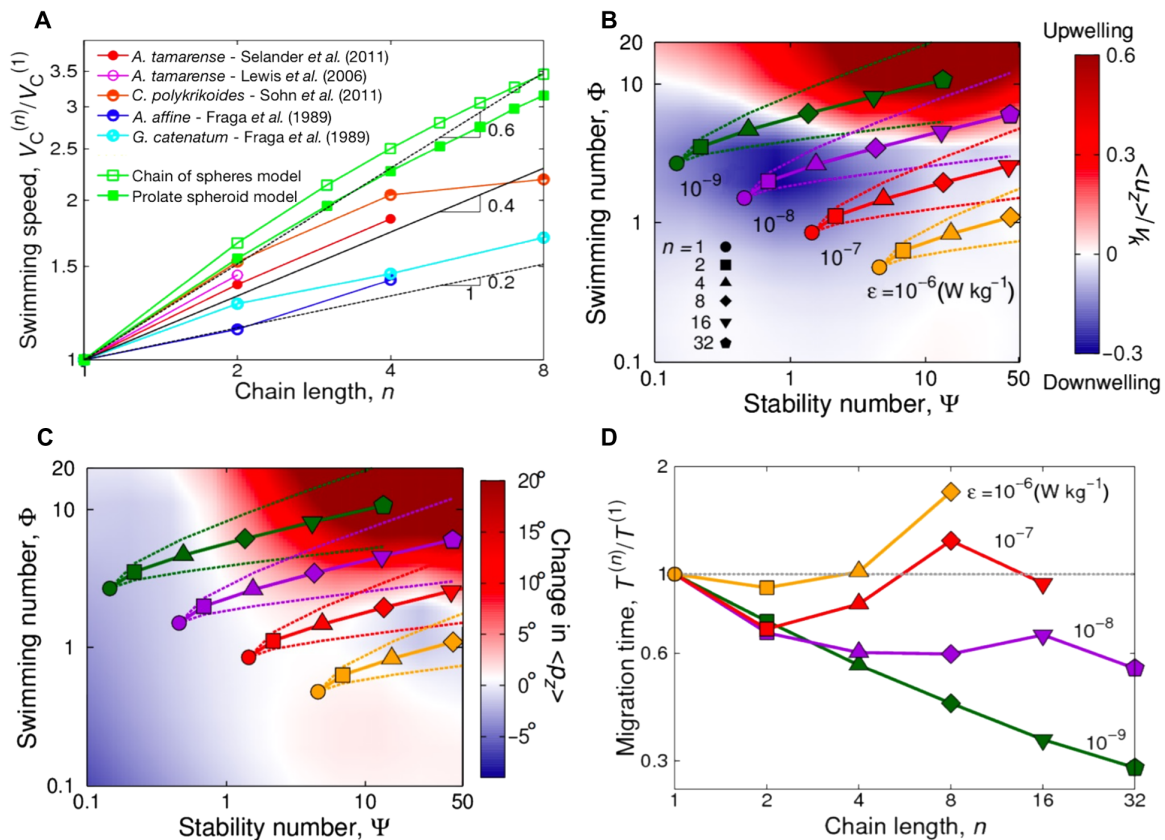 A
Swimming speed, V_C^(n)/V_C^(1)
3.5
3
2.5
2
1.5
1
A. tamarense - Selander et al. (2011)
A. tamarense - Lewis et al. (2006)
C. polykrikoides - Sohn et al. (2011)
A. affine - Fraga et al. (1989)
G. catenatum - Fraga et al. (1989)
Chain of spheres model
Prolate spheroid model
0.6
0.4
0.2
1
2
4
8
Chain length, n
B
Swimming number, Φ
20
10
1
0.1
10⁻⁹
10⁻⁸
10⁻⁷
ε=10⁻⁶(W kg⁻¹)
n = 1
2
4
8
16
32
0.1
1
10
50
Stability number, Ψ
Upwelling
0.6
0.3
0
−0.3
Downwelling
<u_z>/v_k
C
Swimming number, Φ
20
10
1
0.1
0.1
1
10
50
Stability number, Ψ
20°
15°
10°
5°
0°
−5°
Change in <p_z>
D
Migration time, T^(n)/T^(1)
2
1
0.6
0.3
ε=10⁻⁶(W kg⁻¹)
10⁻⁷
10⁻⁸
10⁻⁹
1
2
4
8
16
32
Chain length, n